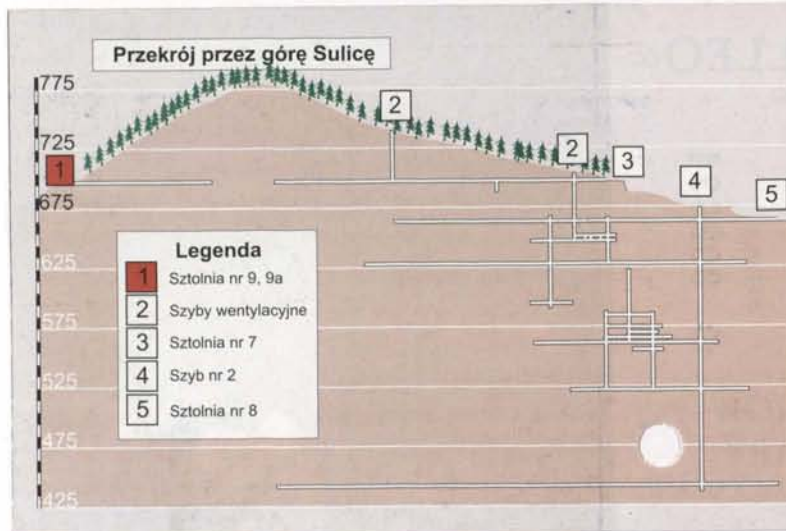 Przekrój przez górę Sulicę
775
725
675
625
575
525
475
425
1
2
2
3
4
5
Legenda
1 Sztolnia nr 9, 9a
2 Szyby wentylacyjne
3 Sztolnia nr 7
4 Szyb nr 2
5 Sztolnia nr 8